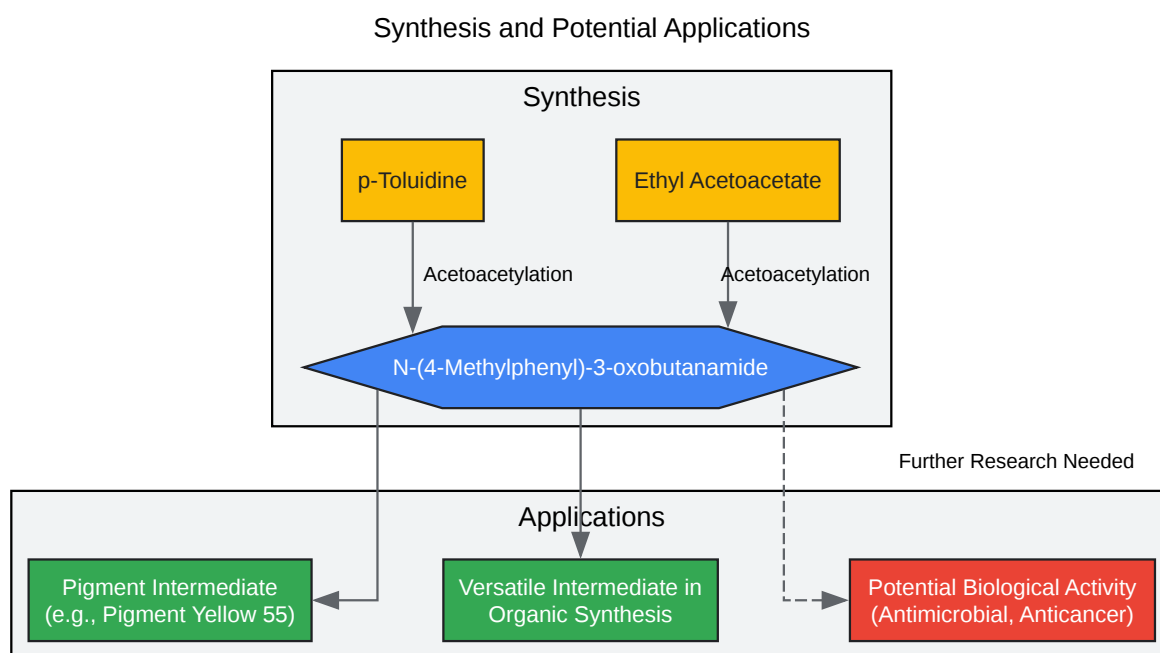 Synthesis and Potential Applications
Synthesis
p-Toluidine
Ethyl Acetoacetate
Acetoacetylation
Acetoacetylation
N-(4-Methylphenyl)-3-oxobutanamide
Further Research Needed
Applications
Pigment Intermediate
(e.g., Pigment Yellow 55)
Versatile Intermediate in
Organic Synthesis
Potential Biological Activity
(Antimicrobial, Anticancer)